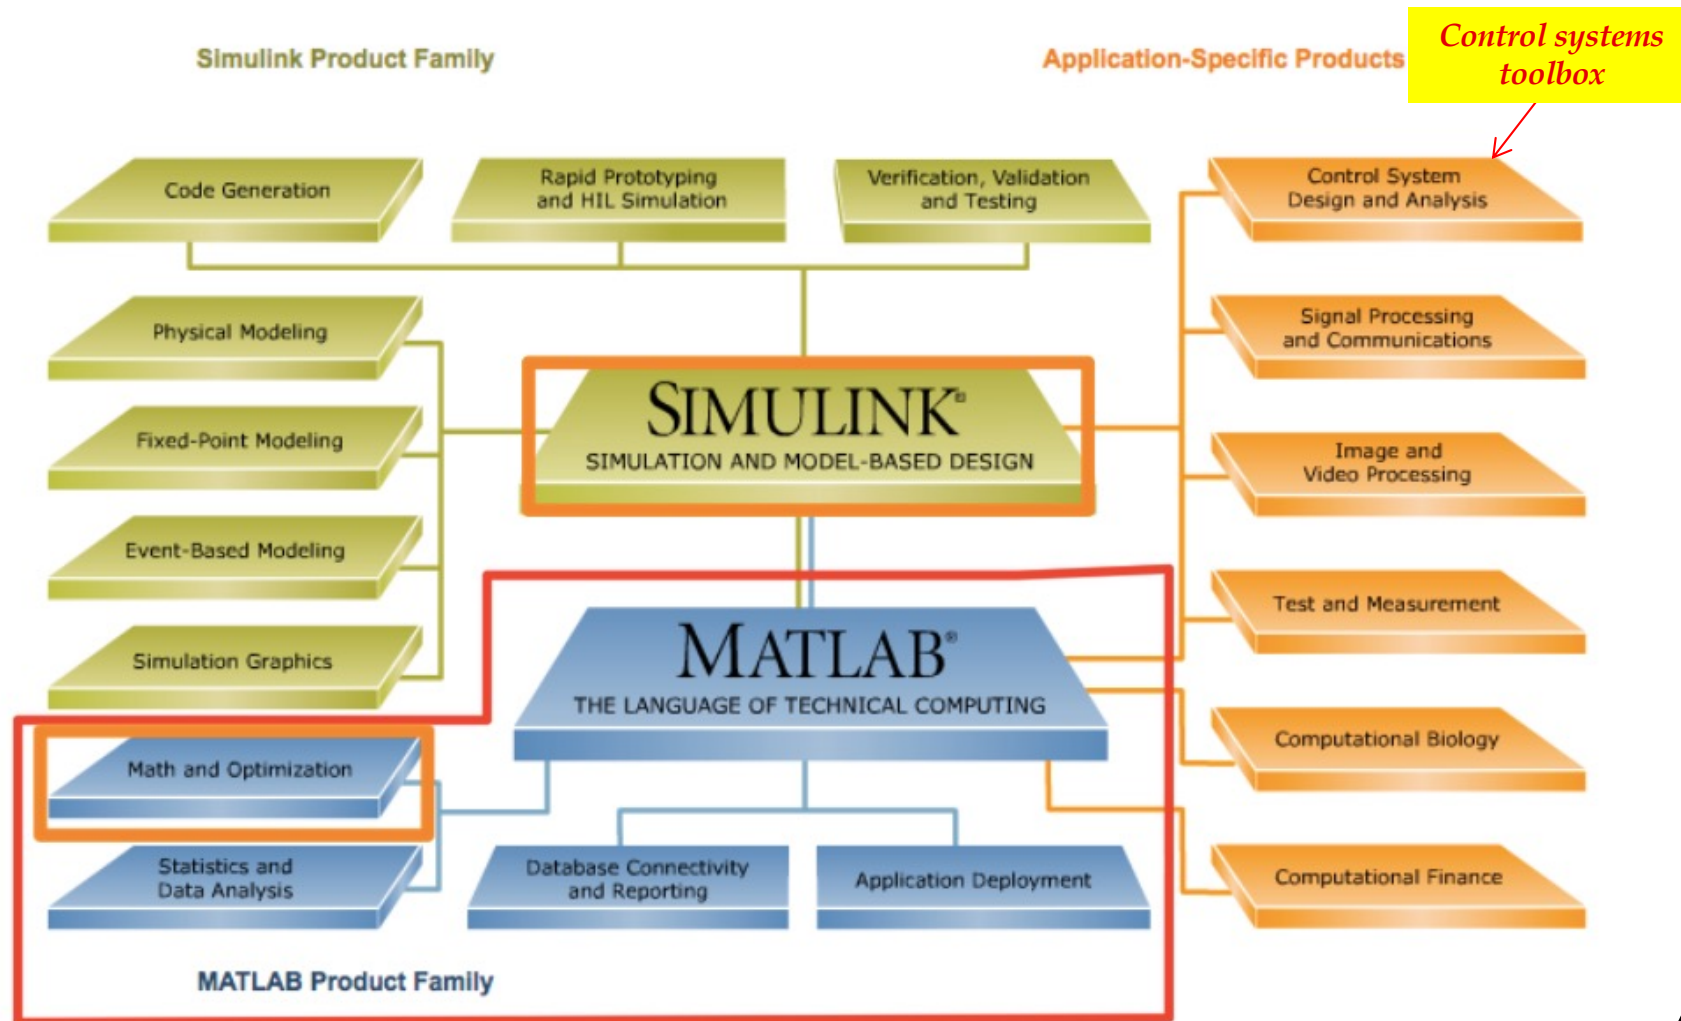 Simulink Product Family
Application-Specific Products
Control systems
toolbox
Code Generation
Rapid Prototyping
and HIL Simulation
Verification, Validation
and Testing
Control System
Design and Analysis
Physical Modeling
Signal Processing
and Communications
SIMULINK®
SIMULATION AND MODEL-BASED DESIGN
Fixed-Point Modeling
Image and
Video Processing
Event-Based Modeling
Test and Measurement
Simulation Graphics
MATLAB®
THE LANGUAGE OF TECHNICAL COMPUTING
Math and Optimization
Computational Biology
Statistics and
Data Analysis
Database Connectivity
and Reporting
Application Deployment
Computational Finance
MATLAB Product Family